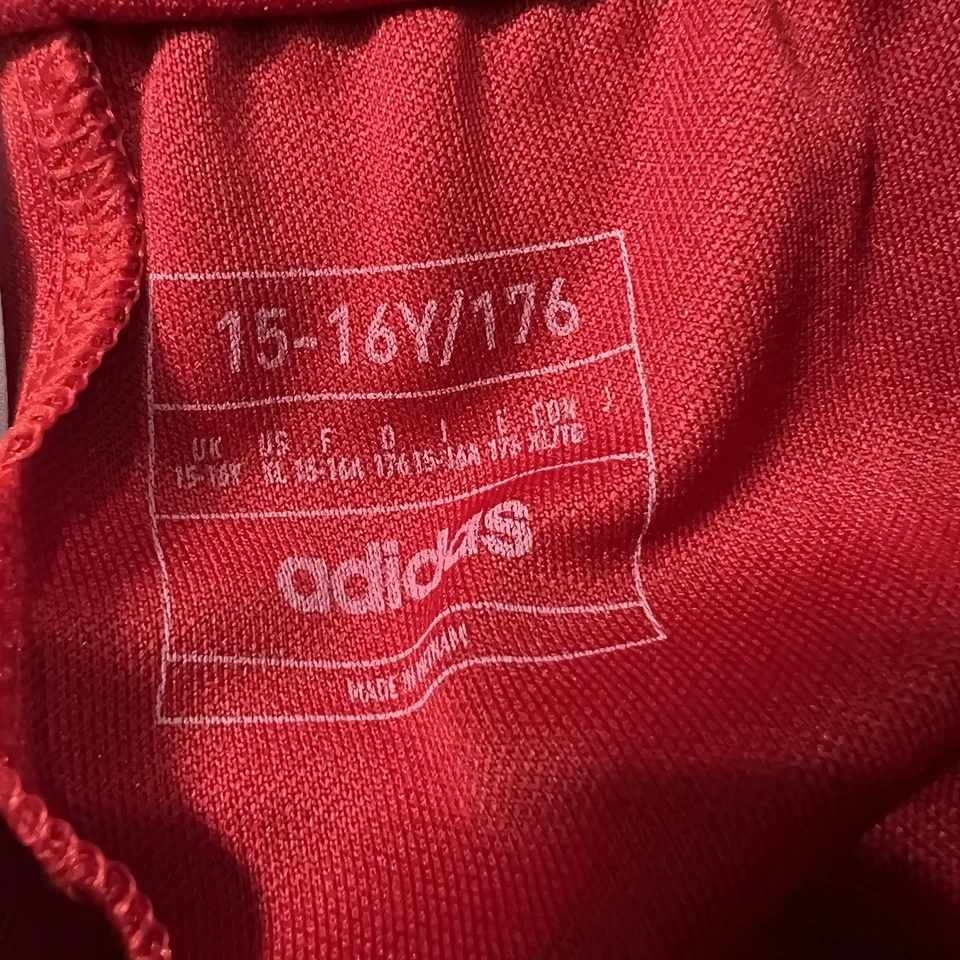 15-16Y/176
UK US F D I E CDN J
15-16Y XL 15-16A 176 15-16A 176 XL/TG
adidas
MADE IN VIETNAM